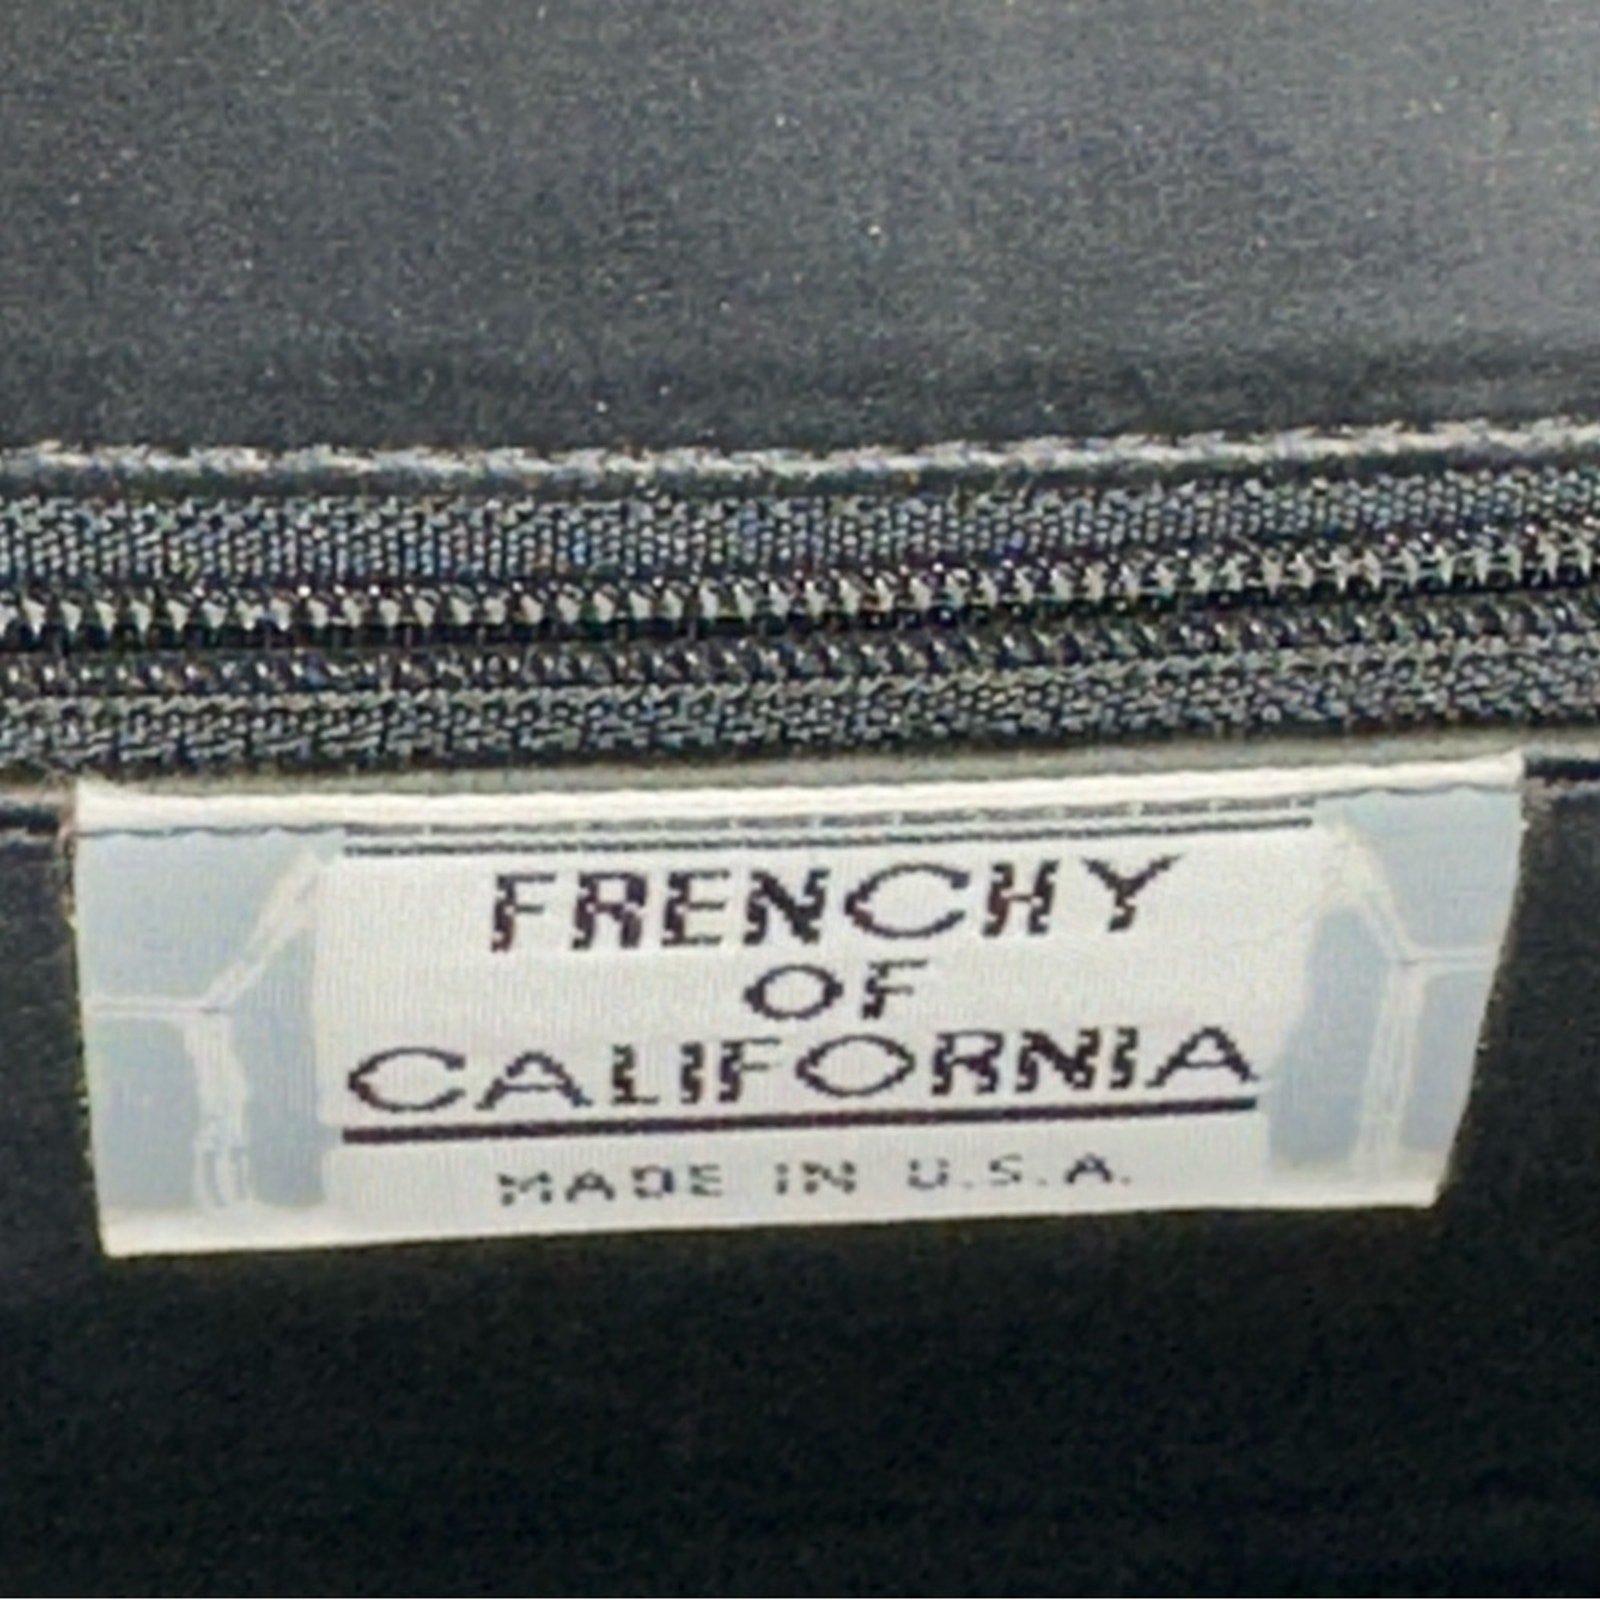 FRENCHY
OF
CALIFORNIA
MADE IN U.S.A.